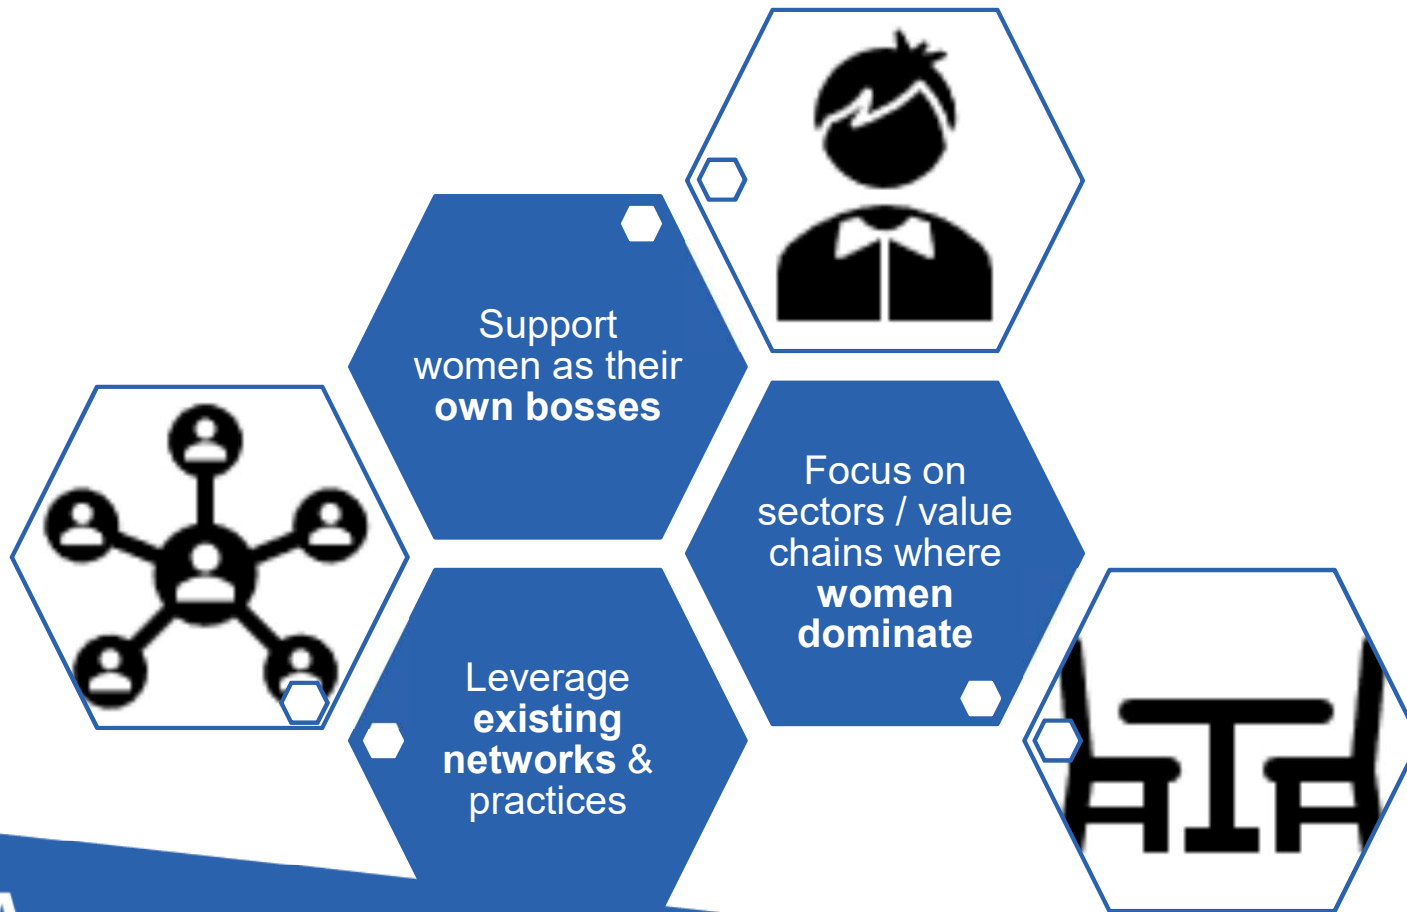 Support
women as their
own bosses
Focus on
sectors / value
chains where
women
dominate
Leverage
existing
networks &
practices